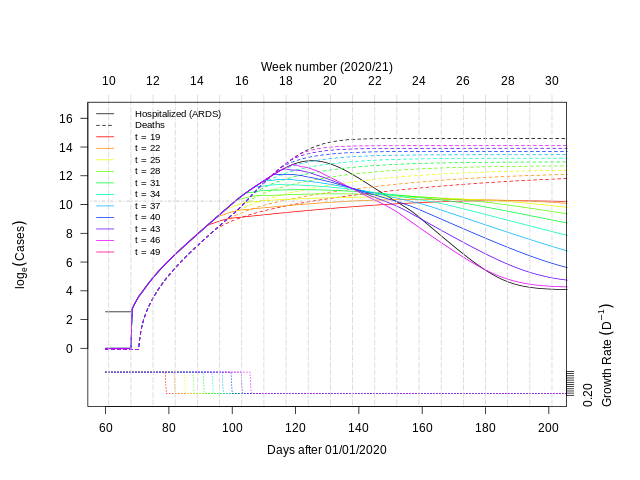 Week number (2020/21)
10 12 14 16 18 20 22 24 26 28 30
Hospitalized (ARDS)
Deaths
t = 19
t = 22
t = 25
t = 28
t = 31
t = 34
t = 37
t = 40
t = 43
t = 46
t = 49
16
14
12
10
8
6
4
2
0
logₑ(Cases)
0.20
Growth Rate (D⁻¹)
60 80 100 120 140 160 180 200
Days after 01/01/2020